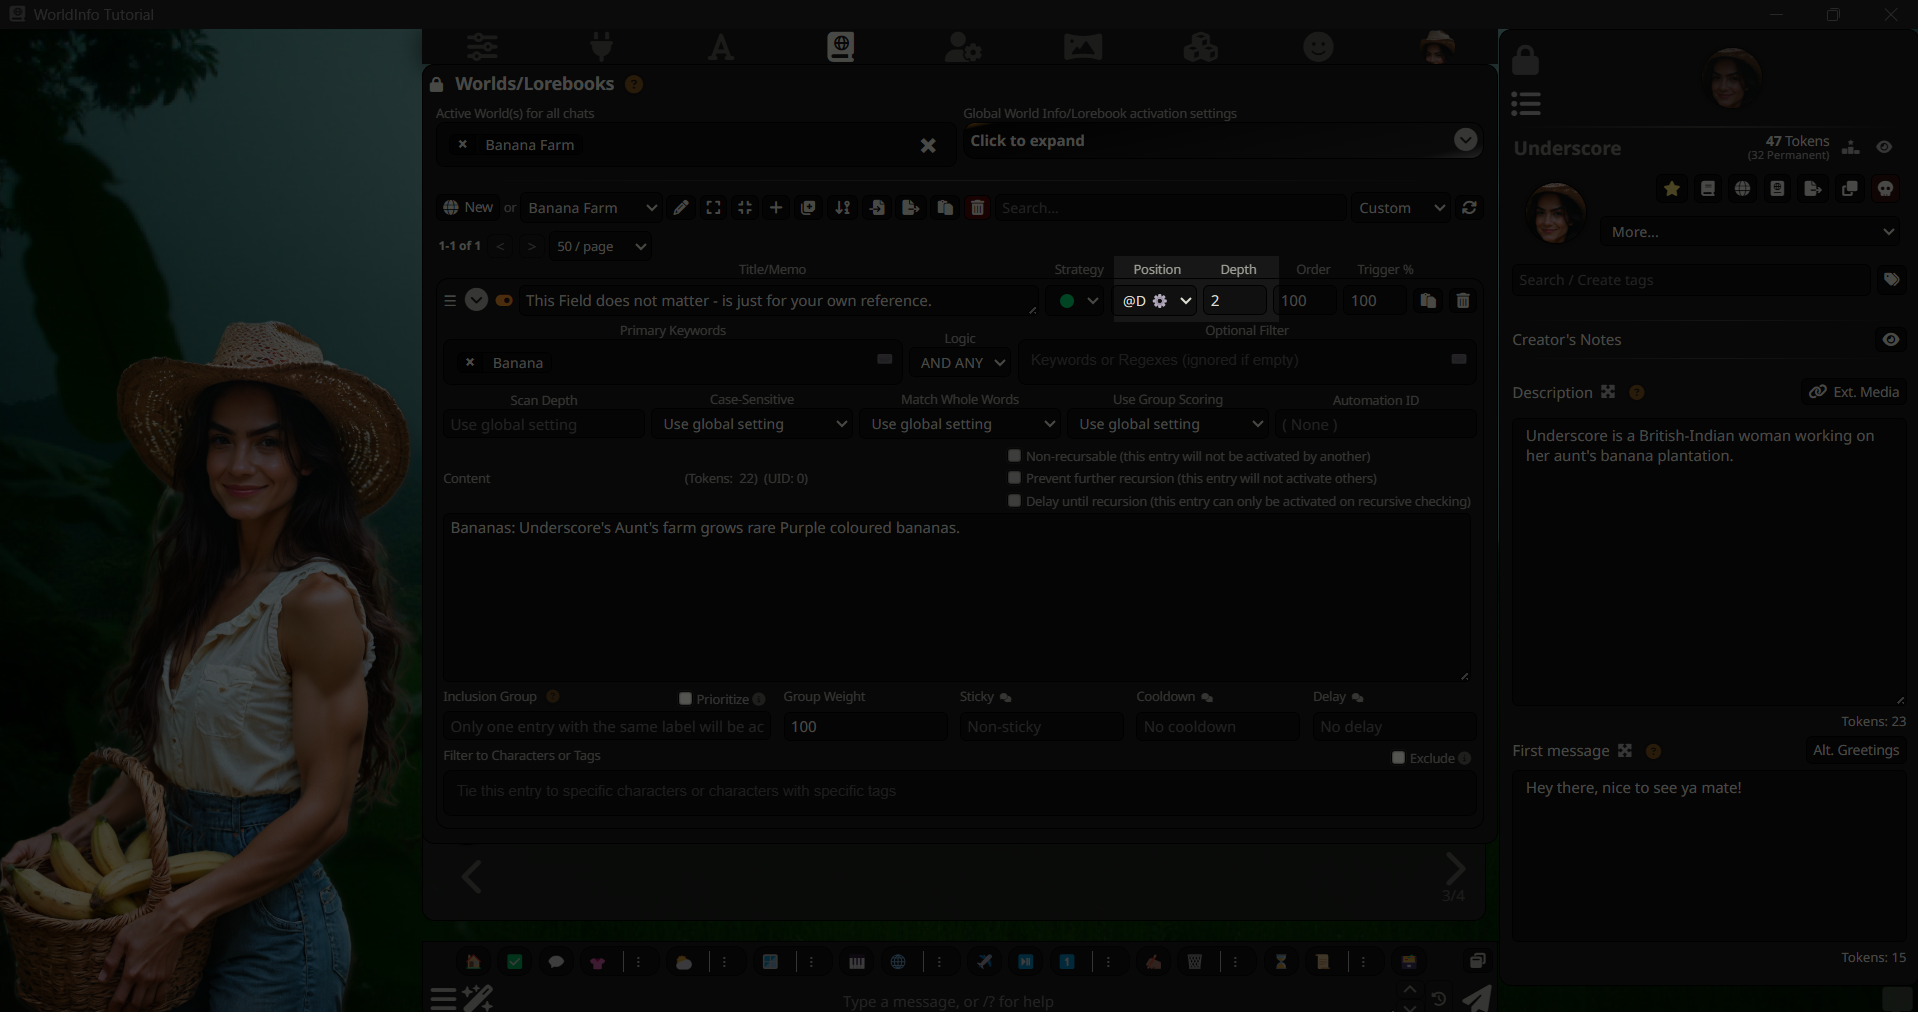 WorldInfo Tutorial
Worlds/Lorebooks ?
Active World(s) for all chats
Global World Info/Lorebook activation settings
× Banana Farm
Click to expand
New or Banana Farm
Search...
Custom
1-1 of 1 < > 50 / page
Title/Memo Strategy Position Depth Order Trigger %
This Field does not matter - is just for your own reference. @D 2 100 100
Primary Keywords Logic Optional Filter
× Banana AND ANY Keywords or Regexes (ignored if empty)
Scan Depth Case-Sensitive Match Whole Words Use Group Scoring Automation ID
Use global setting Use global setting Use global setting Use global setting ( None )
Non-recursable (this entry will not be activated by another)
Content (Tokens: 22) (UID: 0) Prevent further recursion (this entry will not activate others)
Delay until recursion (this entry can only be activated on recursive checking)
Bananas: Underscore's Aunt's farm grows rare Purple coloured bananas.
Inclusion Group ? Prioritize Group Weight Sticky Cooldown Delay
Only one entry with the same label will be ac 100 Non-sticky No cooldown No delay
Filter to Characters or Tags Exclude
Tie this entry to specific characters or characters with specific tags
3/4
Type a message, or /? for help
Underscore
47 Tokens
(32 Permanent)
More...
Search / Create tags
Creator's Notes
Description ? Ext. Media
Underscore is a British-Indian woman working on
her aunt's banana plantation.
Tokens: 23
First message ? Alt. Greetings
Hey there, nice to see ya mate!
Tokens: 15